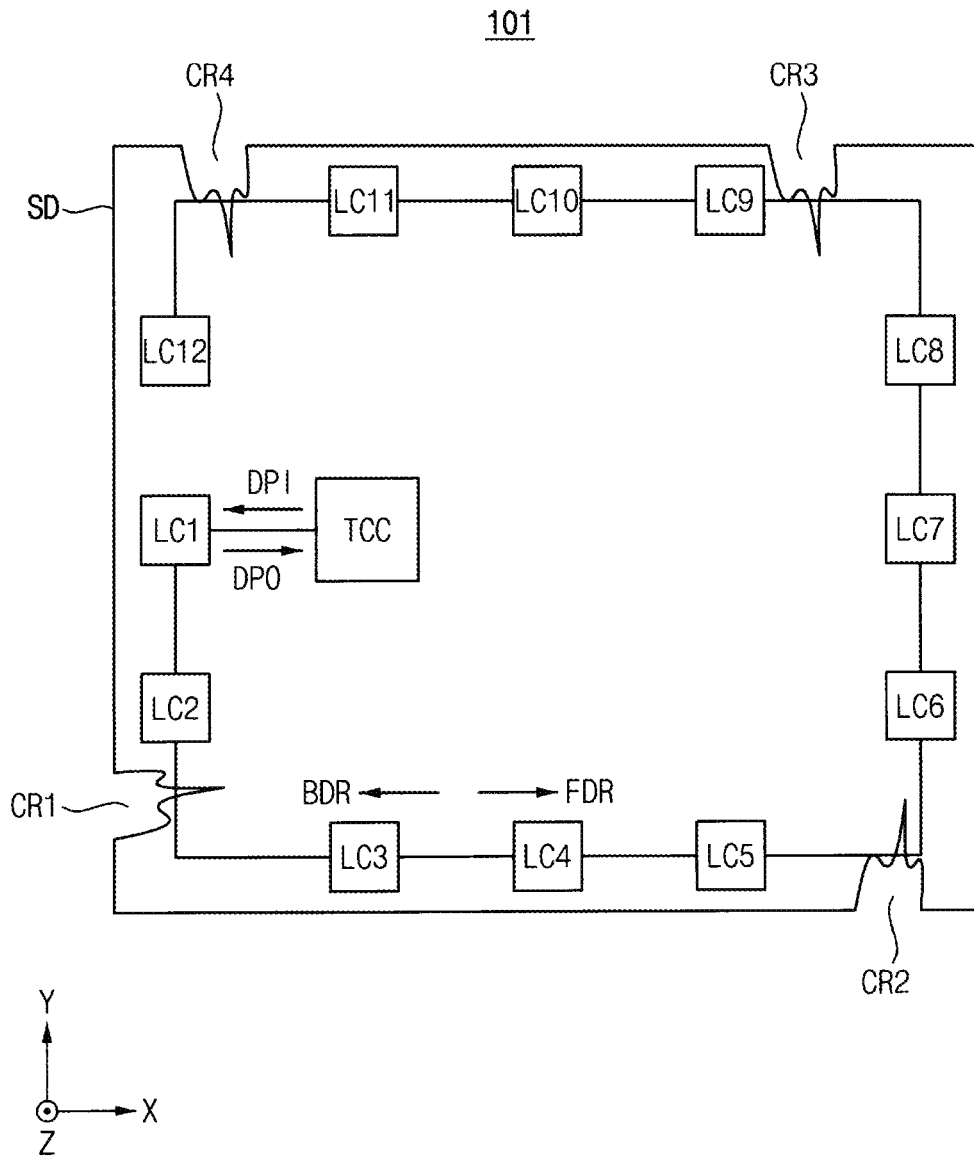 101
CR4
CR3
SD
LC11
LC10
LC9
LC12
LC8
DPI
LC1
TCC
LC7
DPO
LC2
LC6
CR1
BDR
FDR
LC3
LC4
LC5
CR2
Y
X
Z